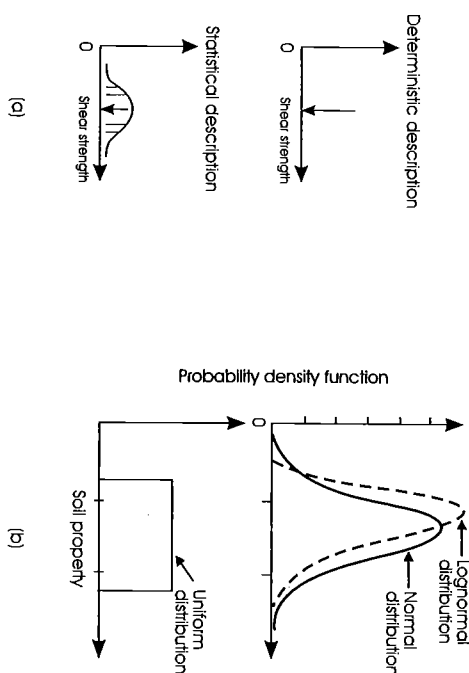 Deterministic description
0
Shear strength
Statistical description
0
Shear strength
(a)
Probability density function
Lognormal
distribution
Normal
distribution
0
Uniform
distribution
Soil property
(b)